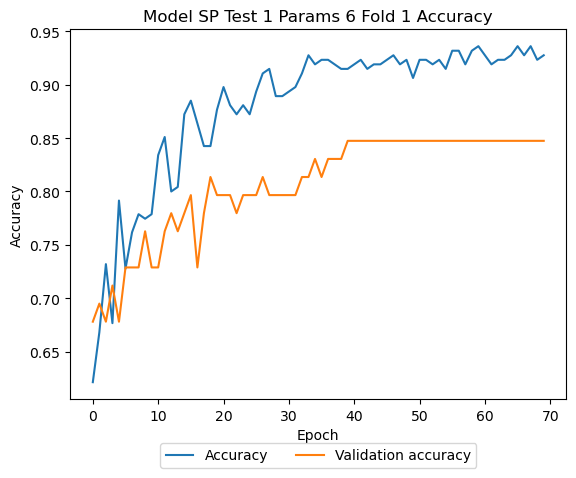 Model SP Test 1 Params 6 Fold 1 Accuracy
0.95
0.90
0.85
0.80
0.75
0.70
0.65
Accuracy
0 10 20 30 40 50 60 70
Epoch
Accuracy Validation accuracy